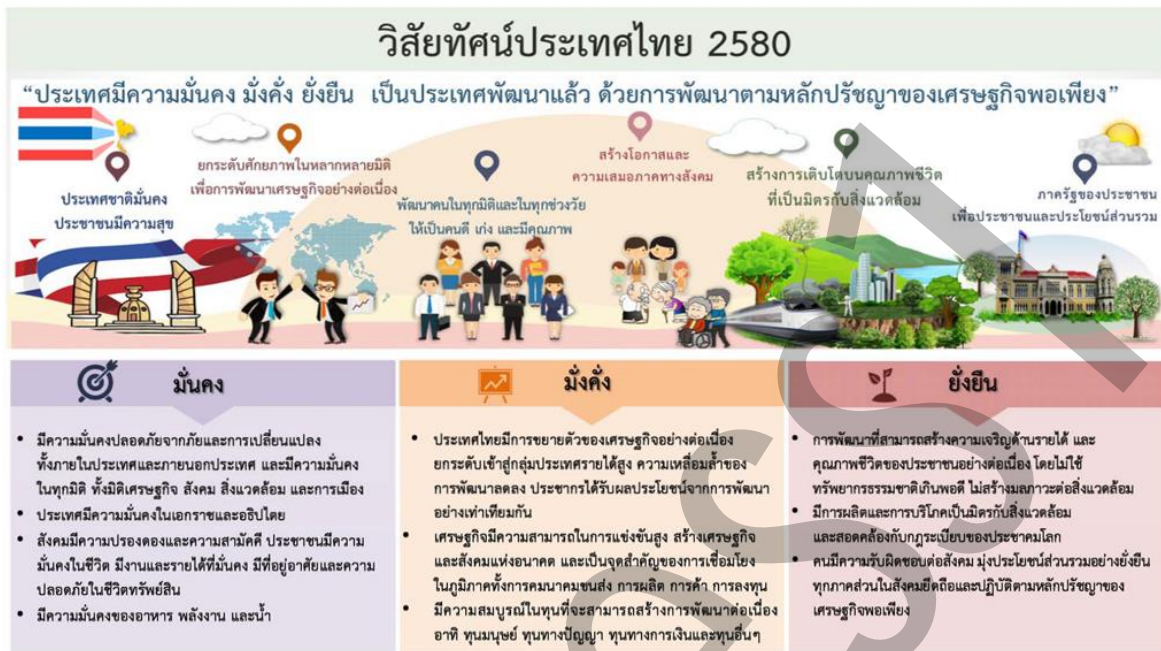 วิสัยทัศน์ประเทศไทย 2580
“ประเทศมีความมั่นคง มั่งคั่ง ยั่งยืน เป็นประเทศพัฒนาแล้ว ด้วยการพัฒนาตามหลักปรัชญาของเศรษฐกิจพอเพียง”
ประเทศชาติมั่นคง
ประชาชนมีความสุข
ยกระดับศักยภาพในหลากหลายมิติ
เพื่อการพัฒนาเศรษฐกิจอย่างต่อเนื่อง
พัฒนาคนในทุกมิติและในทุกช่วงวัย
ให้เป็นคนดี เก่ง และมีคุณภาพ
สร้างโอกาสและ
ความเสมอภาคทางสังคม
สร้างการเติบโตบนคุณภาพชีวิต
ที่เป็นมิตรกับสิ่งแวดล้อม
ภาครัฐของประชาชน
เพื่อประชาชนและประโยชน์ส่วนรวม
มั่นคง
• มีความมั่นคงปลอดภัยจากภัยและการเปลี่ยนแปลง
ทั้งภายในประเทศและภายนอกประเทศ และมีความมั่นคง
ในทุกมิติ ทั้งมิติเศรษฐกิจ สังคม สิ่งแวดล้อม และการเมือง
• ประเทศมีความมั่นคงในเอกราชและอธิปไตย
• สังคมมีความปรองดองและความสามัคคี ประชาชนมีความ
มั่นคงในชีวิต มีงานและรายได้ที่มั่นคง มีที่อยู่อาศัยและความ
ปลอดภัยในชีวิตทรัพย์สิน
• มีความมั่นคงของอาหาร พลังงาน และน้ำ
มั่งคั่ง
• ประเทศไทยมีการขยายตัวของเศรษฐกิจอย่างต่อเนื่อง
ยกระดับเข้าสู่กลุ่มประเทศรายได้สูง ความเหลื่อมล้ำของ
การพัฒนาลดลง ประชากรได้รับผลประโยชน์จากการพัฒนา
อย่างเท่าเทียมกัน
• เศรษฐกิจมีความสามารถในการแข่งขันสูง สร้างเศรษฐกิจ
และสังคมแห่งอนาคต และเป็นจุดสำคัญของการเชื่อมโยง
ในภูมิภาคทั้งการคมนาคมขนส่ง การผลิต การค้า การลงทุน
• มีความสมบูรณ์ในทุนที่จะสามารถสร้างการพัฒนาต่อเนื่อง
อาทิ ทุนมนุษย์ ทุนทางปัญญา ทุนทางการเงินและทุนอื่นๆ
ยั่งยืน
• การพัฒนาที่สามารถสร้างความเจริญด้านรายได้ และ
คุณภาพชีวิตของประชาชนอย่างต่อเนื่อง โดยไม่ใช้
ทรัพยากรธรรมชาติเกินพอดี ไม่สร้างมลภาวะต่อสิ่งแวดล้อม
• มีการผลิตและการบริโภคเป็นมิตรกับสิ่งแวดล้อม
และสอดคล้องกับกฎระเบียบของประชาคมโลก
• คนมีความรับผิดชอบต่อสังคม มุ่งประโยชน์ส่วนรวมอย่างยั่งยืน
ทุกภาคส่วนในสังคมยึดถือและปฏิบัติตามหลักปรัชญาของ
เศรษฐกิจพอเพียง